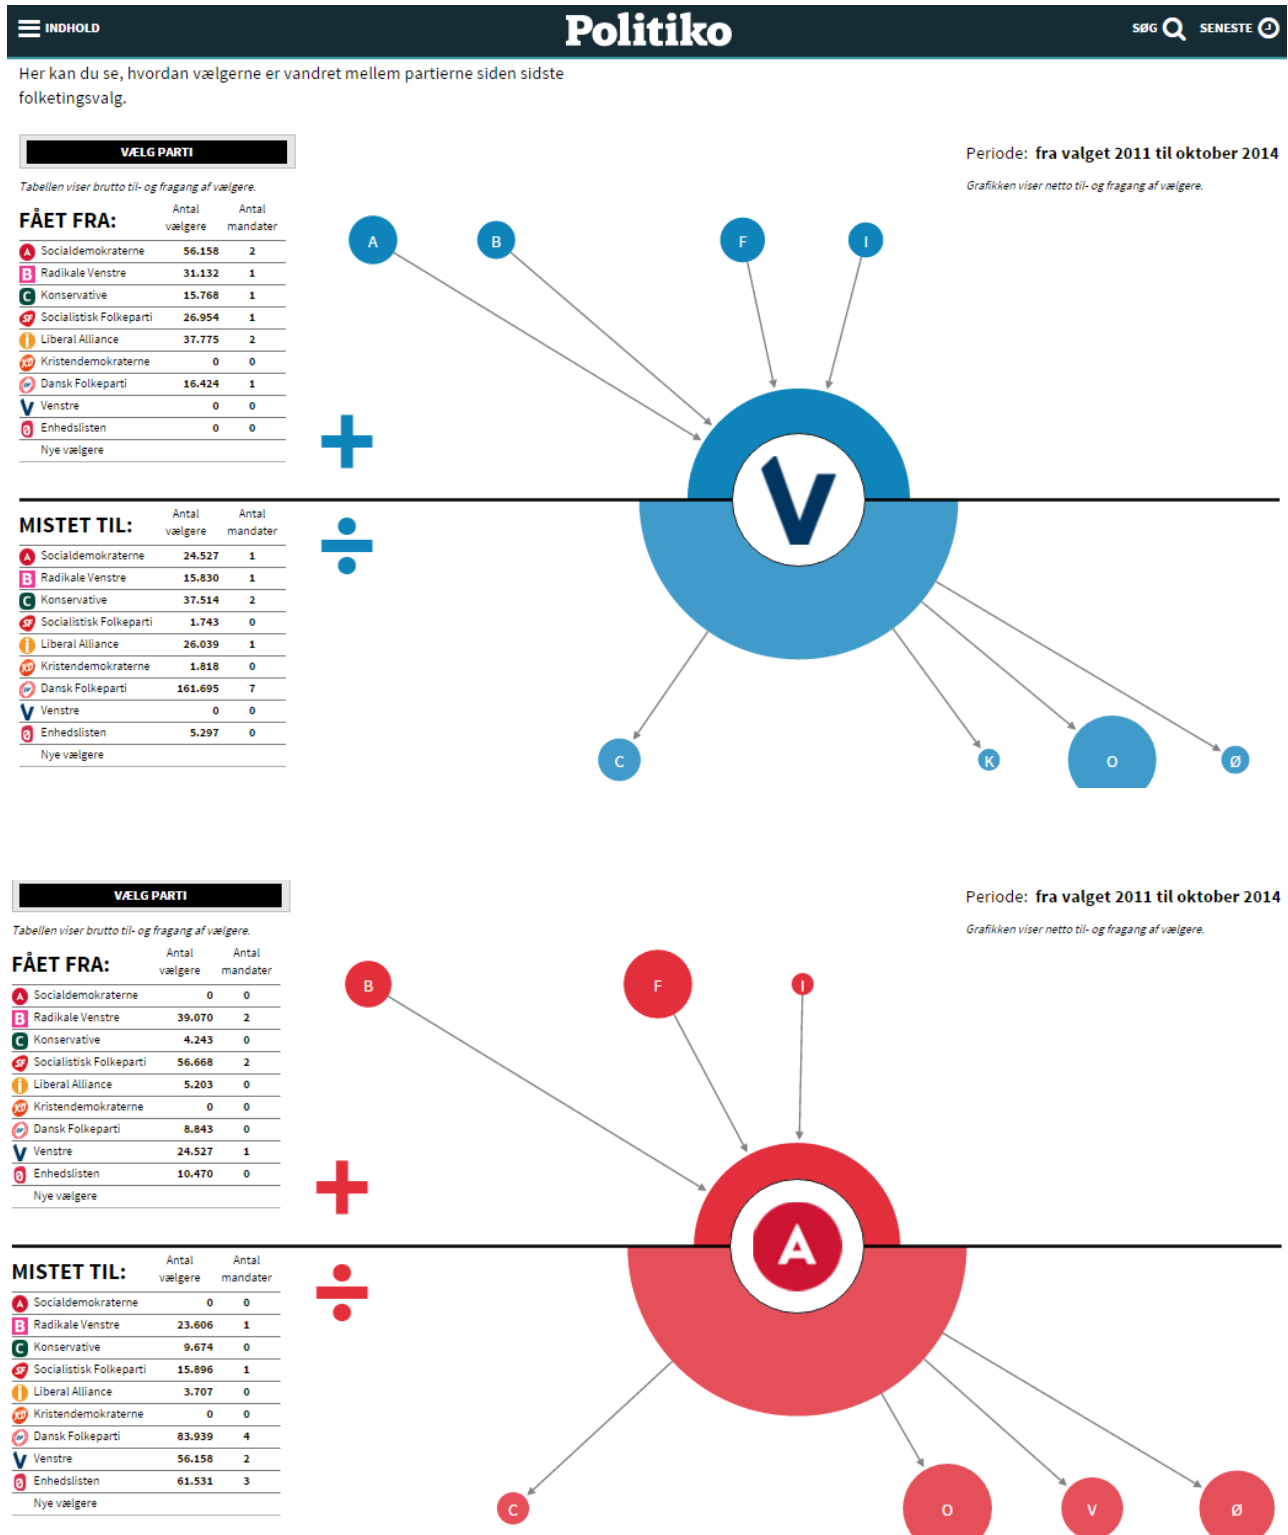 INDHOLD
Politiko
SØG
SENESTE
Her kan du se, hvordan vælgerne er vandret mellem partierne siden sidste
folketingsvalg.
VÆLG PARTI
Periode: fra valget 2011 til oktober 2014
Tabellen viser brutto til- og fragang af vælgere.
Grafikken viser netto til- og fragang af vælgere.
FÅET FRA: Antal vælgere Antal mandater
A Socialdemokraterne 56.158 2
B Radikale Venstre 31.132 1
C Konservative 15.768 1
SF Socialistisk Folkeparti 26.954 1
I Liberal Alliance 37.775 2
KD Kristendemokraterne 0 0
DF Dansk Folkeparti 16.424 1
V Venstre 0 0
Ø Enhedslisten 0 0
Nye vælgere
A
B
F
I
+
V
÷
MISTET TIL: Antal vælgere Antal mandater
A Socialdemokraterne 24.527 1
B Radikale Venstre 15.830 1
C Konservative 37.514 2
SF Socialistisk Folkeparti 1.743 0
I Liberal Alliance 26.039 1
KD Kristendemokraterne 1.818 0
DF Dansk Folkeparti 161.695 7
V Venstre 0 0
Ø Enhedslisten 5.297 0
Nye vælgere
C
K
O
Ø
VÆLG PARTI
Periode: fra valget 2011 til oktober 2014
Tabellen viser brutto til- og fragang af vælgere.
Grafikken viser netto til- og fragang af vælgere.
FÅET FRA: Antal vælgere Antal mandater
A Socialdemokraterne 0 0
B Radikale Venstre 39.070 2
C Konservative 4.243 0
SF Socialistisk Folkeparti 56.668 2
I Liberal Alliance 5.203 0
KD Kristendemokraterne 0 0
DF Dansk Folkeparti 8.843 0
V Venstre 24.527 1
Ø Enhedslisten 10.470 0
Nye vælgere
B
F
I
+
A
÷
MISTET TIL: Antal vælgere Antal mandater
A Socialdemokraterne 0 0
B Radikale Venstre 23.606 1
C Konservative 9.674 0
SF Socialistisk Folkeparti 15.896 1
I Liberal Alliance 3.707 0
KD Kristendemokraterne 0 0
DF Dansk Folkeparti 83.939 4
V Venstre 56.158 2
Ø Enhedslisten 61.531 3
Nye vælgere
C
O
V
Ø